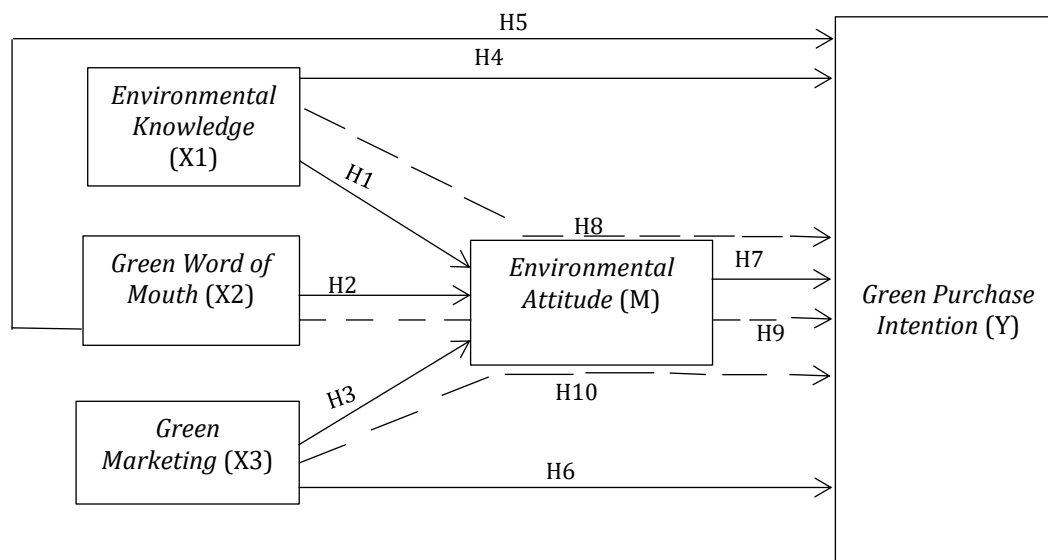 H5
H4
Environmental
Knowledge
(X1)
H1
H8
Green Word of
Mouth (X2)
H2
Environmental
Attitude (M)
H7
H9
Green Purchase
Intention (Y)
H3
H10
Green
Marketing (X3)
H6